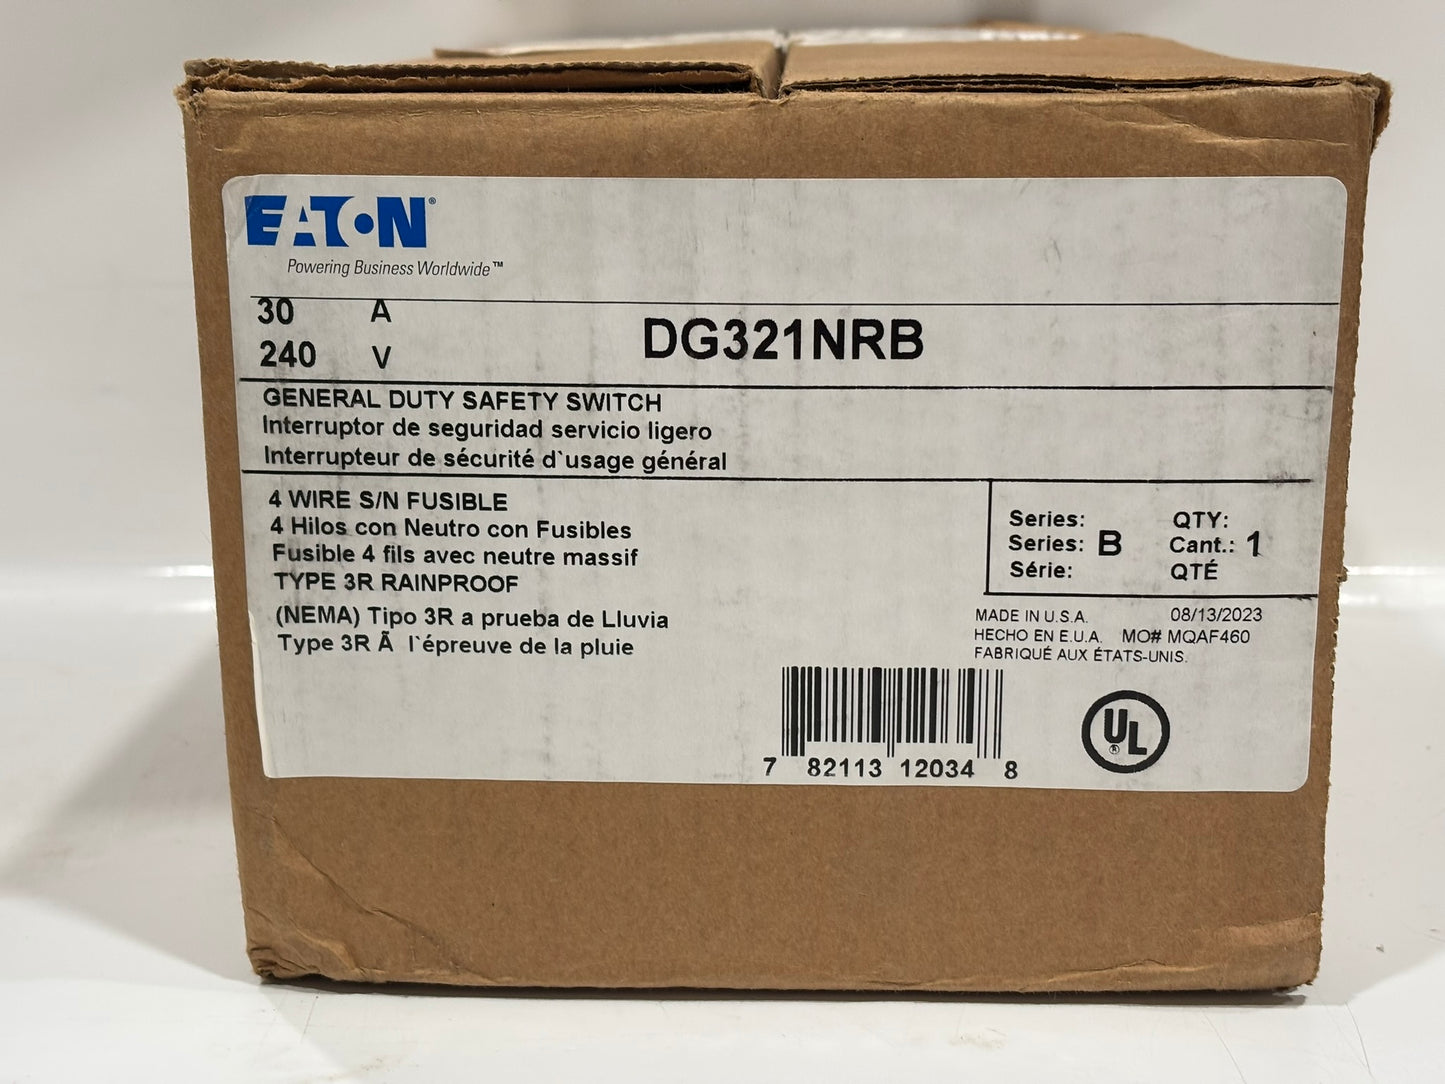 EATON®
Powering Business Worldwide™
30 A
240 V
DG321NRB
GENERAL DUTY SAFETY SWITCH
Interruptor de seguridad servicio ligero
Interrupteur de sécurité d`usage général
4 WIRE S/N FUSIBLE
4 Hilos con Neutro con Fusibles
Fusible 4 fils avec neutre massif
TYPE 3R RAINPROOF
(NEMA) Tipo 3R a prueba de Lluvia
Type 3R Ã l`épreuve de la pluie
Series: QTY:
Series: B Cant.: 1
Série: QTÉ
MADE IN U.S.A. 08/13/2023
HECHO EN E.U.A. MO# MQAF460
FABRIQUÉ AUX ÉTATS-UNIS.
7 82113 12034 8
UL®